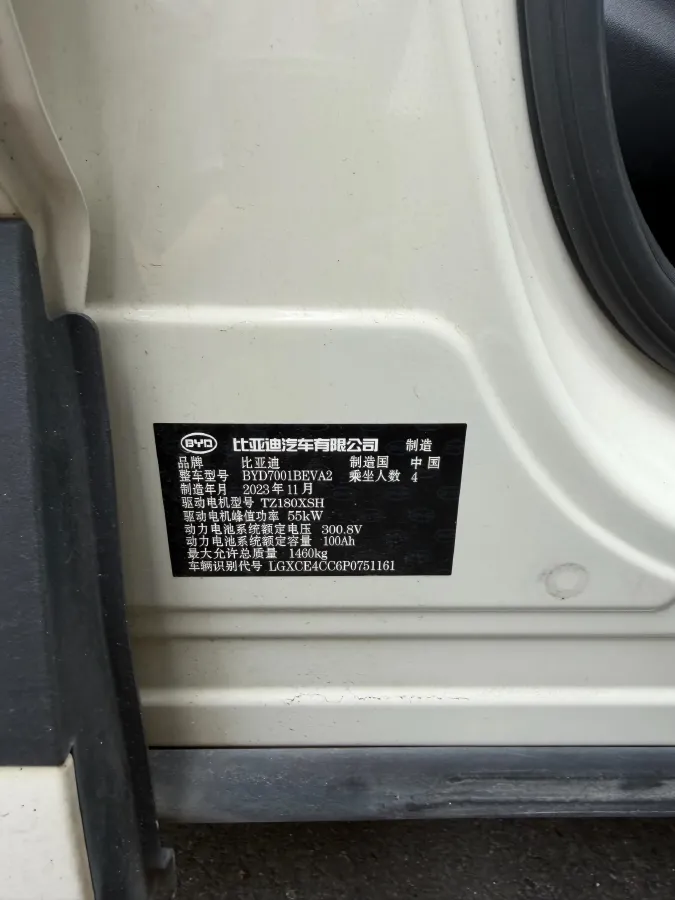 BYD 比亚迪汽车有限公司 制造
品牌 比亚迪 制造国 中国
整车型号 BYD7001BEVA2 乘坐人数 4
制造年月 2023年11月
驱动电机型号 TZ180XSH
驱动电机峰值功率 55kW
动力电池系统额定电压 300.8V
动力电池系统额定容量 100Ah
最大允许总质量 1460kg
车辆识别代号 LGXCE4CC6P0751161